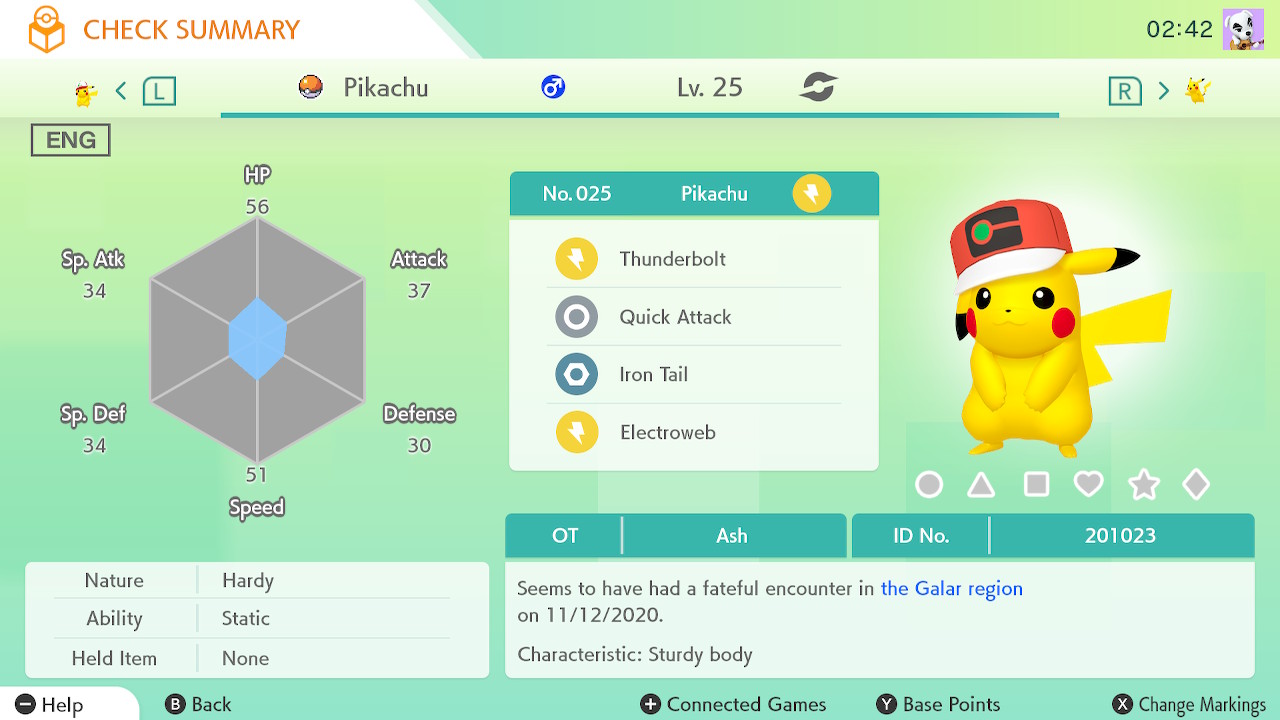 CHECK SUMMARY
02:42
L
Pikachu
Lv. 25
R
ENG
HP
56
Sp. Atk
34
Attack
37
Sp. Def
34
Defense
30
51
Speed
No. 025 Pikachu
Thunderbolt
Quick Attack
Iron Tail
Electroweb
OT Ash
ID No. 201023
Nature Hardy
Ability Static
Held Item None
Seems to have had a fateful encounter in the Galar region
on 11/12/2020.
Characteristic: Sturdy body
Help
B Back
Connected Games
Y Base Points
X Change Markings